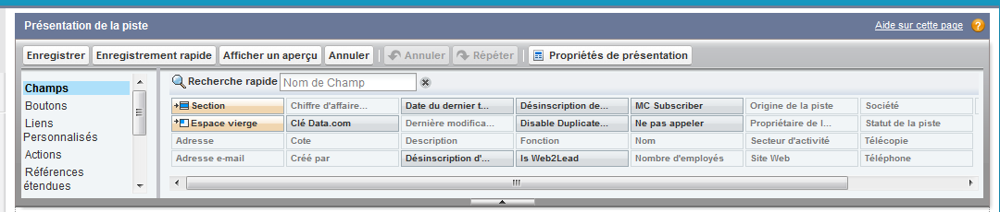 Présentation de la piste
Aide sur cette page ?
Enregistrer Enregistrement rapide Afficher un aperçu Annuler Annuler Répéter Propriétés de présentation
Champs
Boutons
Liens
Personnalisés
Actions
Références
étendues
Recherche rapide Nom de Champ
Section Chiffre d'affaire... Date du dernier t... Désinscription de... MC Subscriber Origine de la piste Société
Espace vierge Clé Data.com Dernière modifica... Disable Duplicate... Ne pas appeler Propriétaire de l... Statut de la piste
Adresse Cote Description Fonction Nom Secteur d'activité Télécopie
Adresse e-mail Créé par Désinscription d'... Is Web2Lead Nombre d'employés Site Web Téléphone